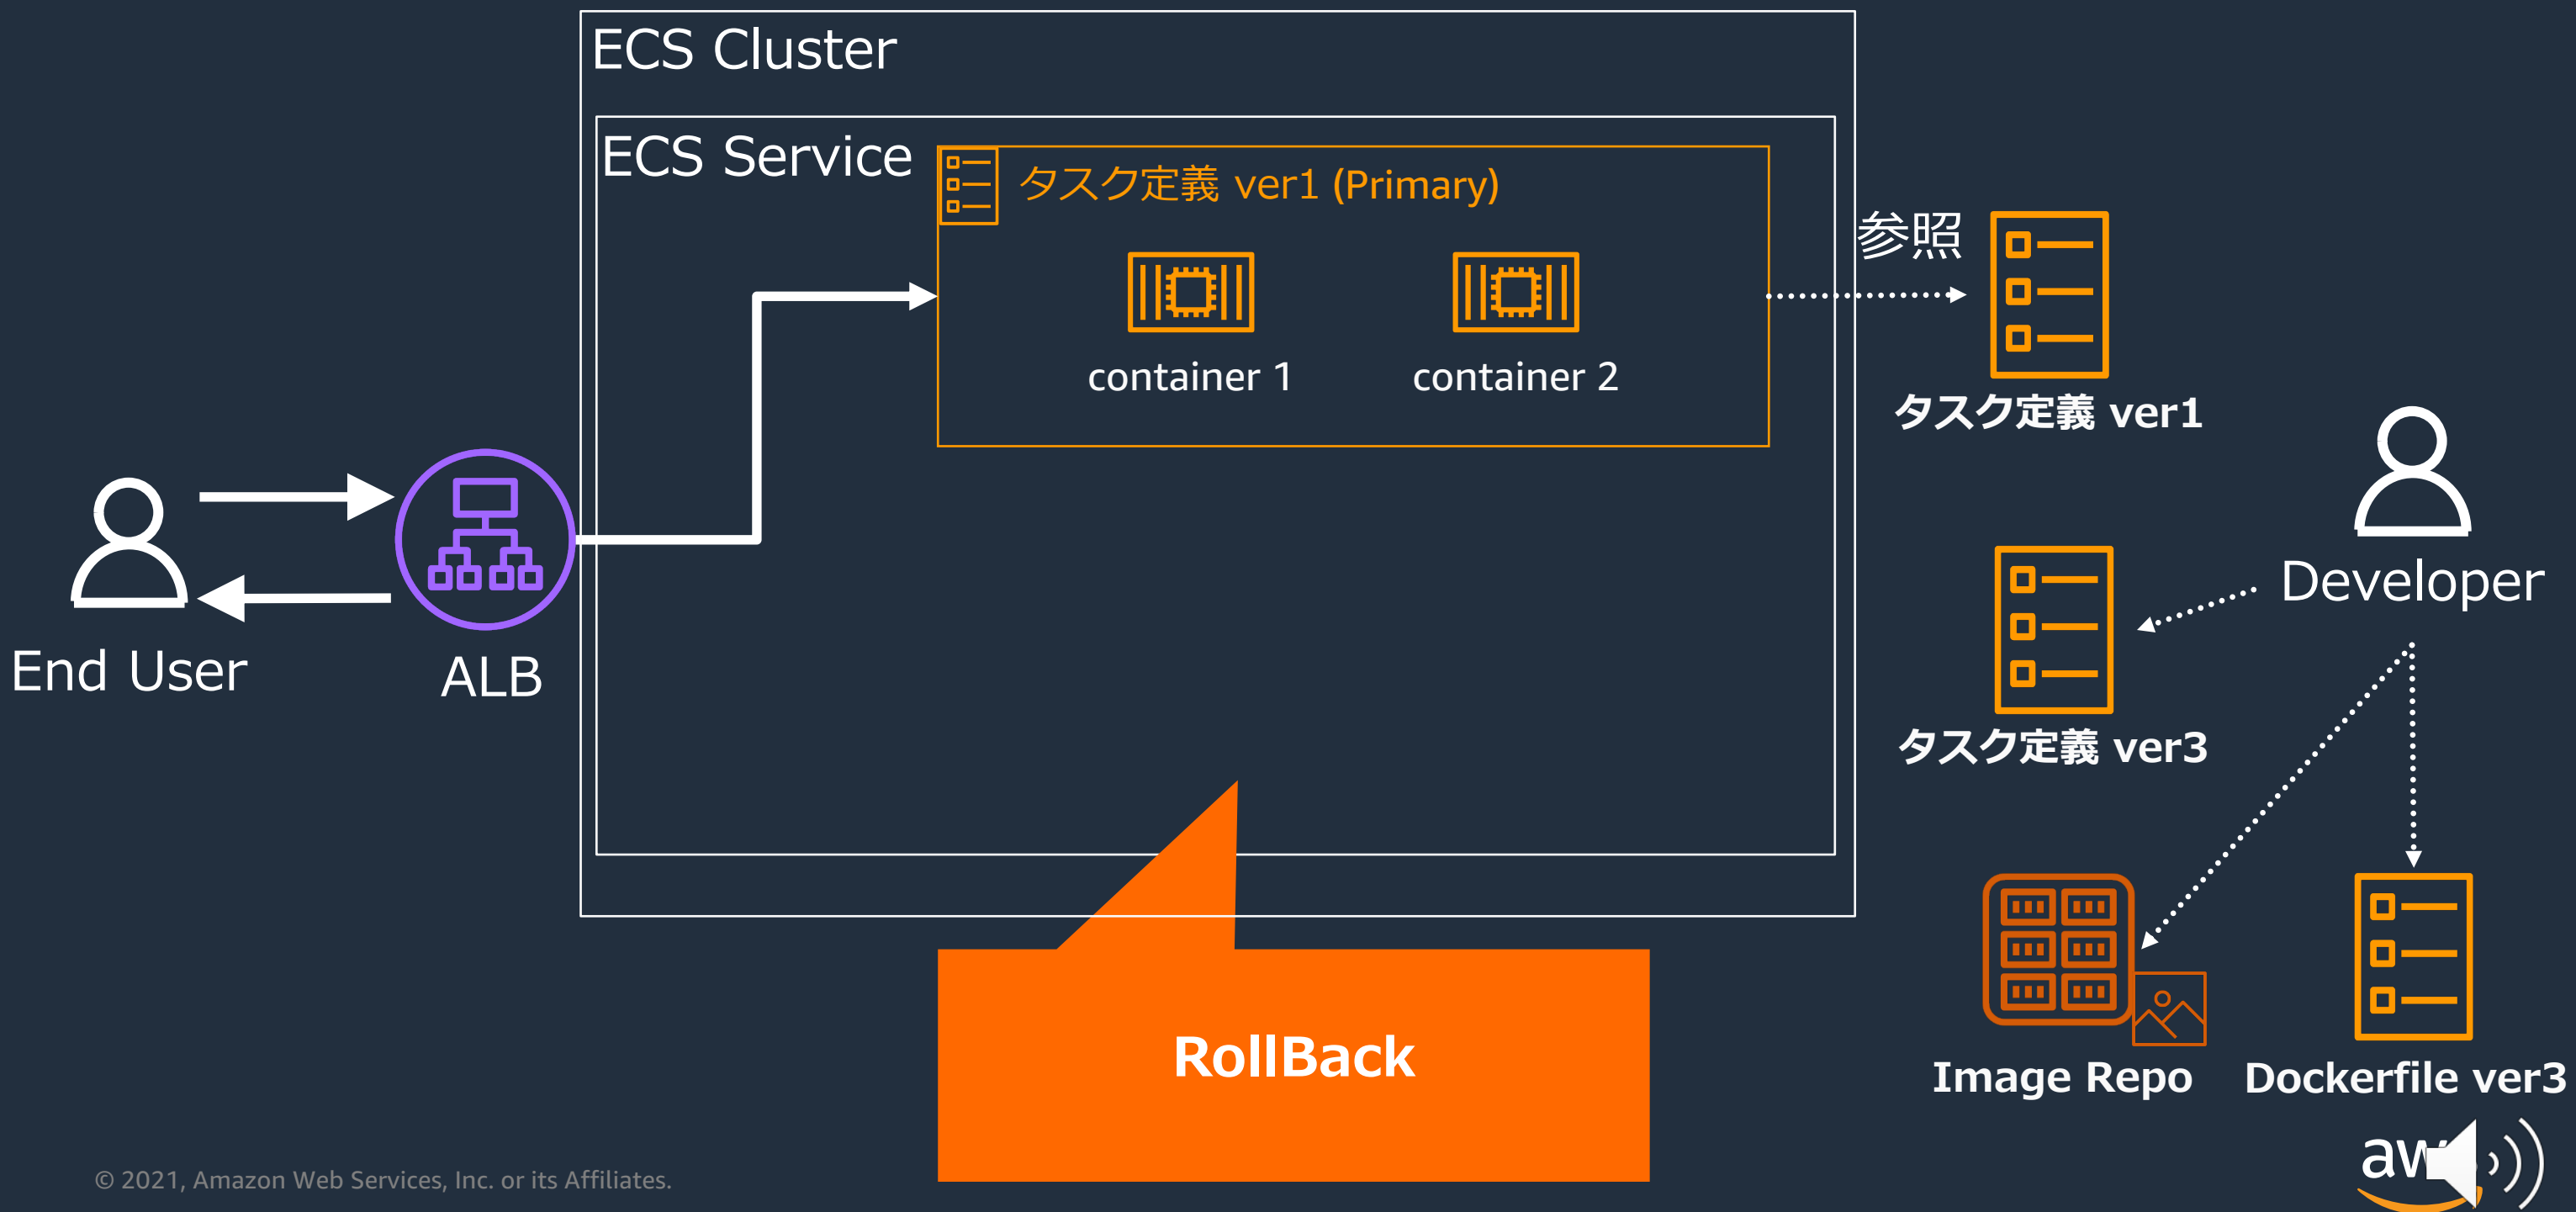 ECS Cluster
ECS Service
タスク定義 ver1 (Primary)
container 1
container 2
参照
タスク定義 ver1
Developer
タスク定義 ver3
End User
ALB
RollBack
Image Repo
Dockerfile ver3
© 2021, Amazon Web Services, Inc. or its Affiliates.